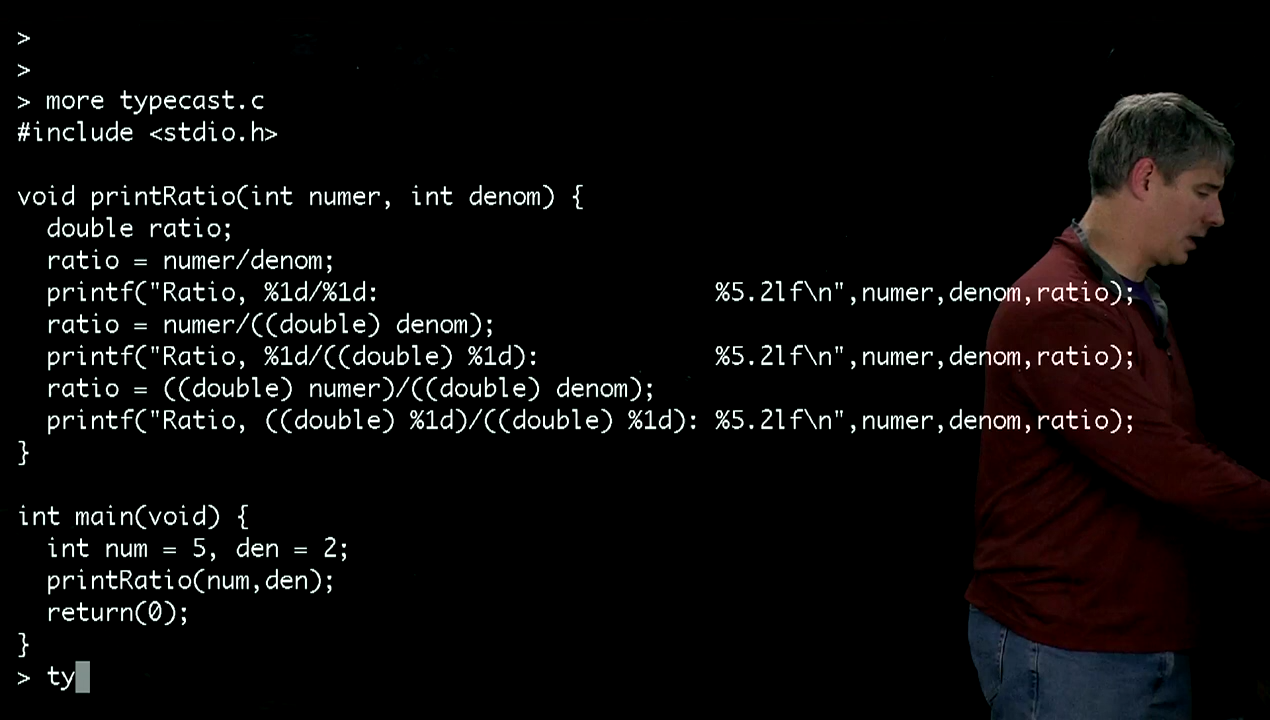 >
>
> more typecast.c
#include <stdio.h>
void printRatio(int numer, int denom) {
  double ratio;
  ratio = numer/denom;
  printf("Ratio, %1d/%1d:                       %5.2lf\n",numer,denom,ratio);
  ratio = numer/((double) denom);
  printf("Ratio, %1d/((double) %1d):            %5.2lf\n",numer,denom,ratio);
  ratio = ((double) numer)/((double) denom);
  printf("Ratio, ((double) %1d)/((double) %1d): %5.2lf\n",numer,denom,ratio);
}
int main(void) {
  int num = 5, den = 2;
  printRatio(num,den);
  return(0);
}
> ty